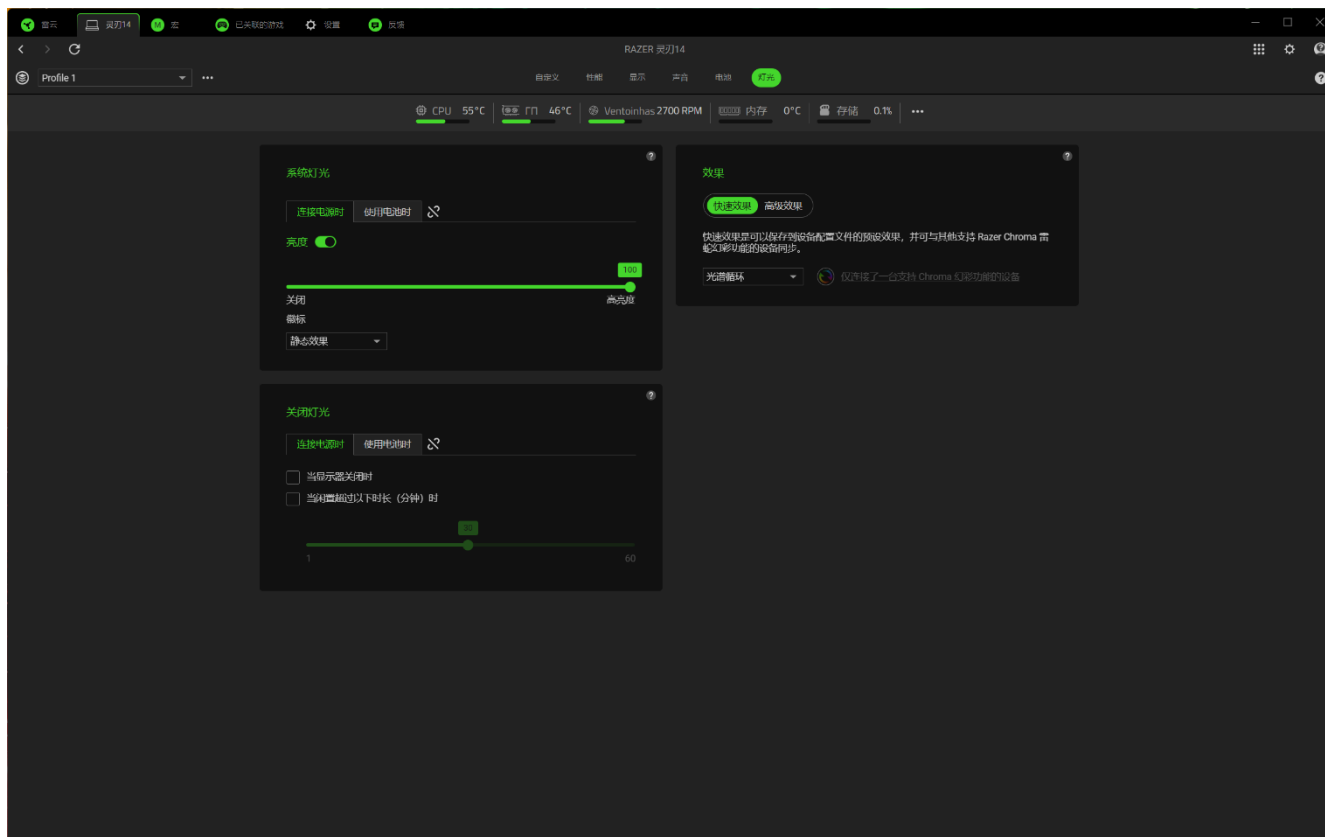 雷云 灵刃14 M 宏 已关联的游戏 设置 反馈
RAZER 灵刃14
Profile 1 自定义 性能 显示 声音 电池 灯光
CPU 55°C ГП 46°C Ventoinhas 2700 RPM 内存 0°C 存储 0.1%
系统灯光
连接电源时 使用电池时
亮度
100
关闭 高亮度
徽标
静态效果
关闭灯光
连接电源时 使用电池时
当显示器关闭时
当闲置超过以下时长（分钟）时
30
1 60
效果
快速效果 高级效果
快速效果是可以保存到设备配置文件的预设效果，并可与其他支持 Razer Chroma 雷
蛇幻彩功能的设备同步。
光谱循环 仅连接了一台支持 Chroma 幻彩功能的设备